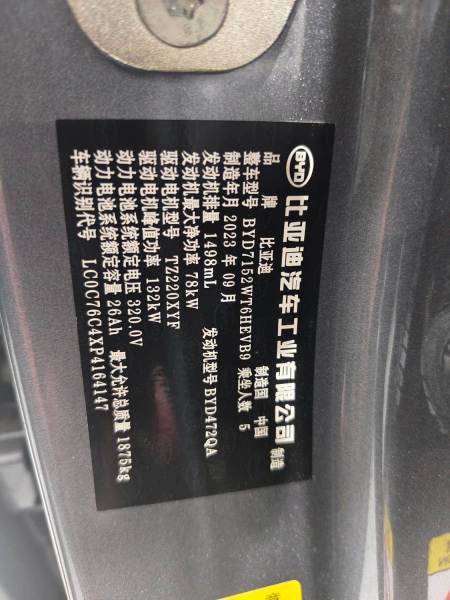 BYD 比亚迪汽车工业有限公司 制造
品 牌 比亚迪 制造国 中国
整车型号 BYD7152WT6HEVB9 乘坐人数 5
制造年月 2023 年 09 月
发动机排量 1498mL 发动机型号 BYD472QA
发动机最大净功率 78kW
驱动电机型号 TZ220XYF
驱动电机峰值功率 132kW
动力电池系统额定电压 320.0V
动力电池系统额定容量 26Ah 最大允许总质量 1875kg
车辆识别代号 LC0C76C4XP4164147